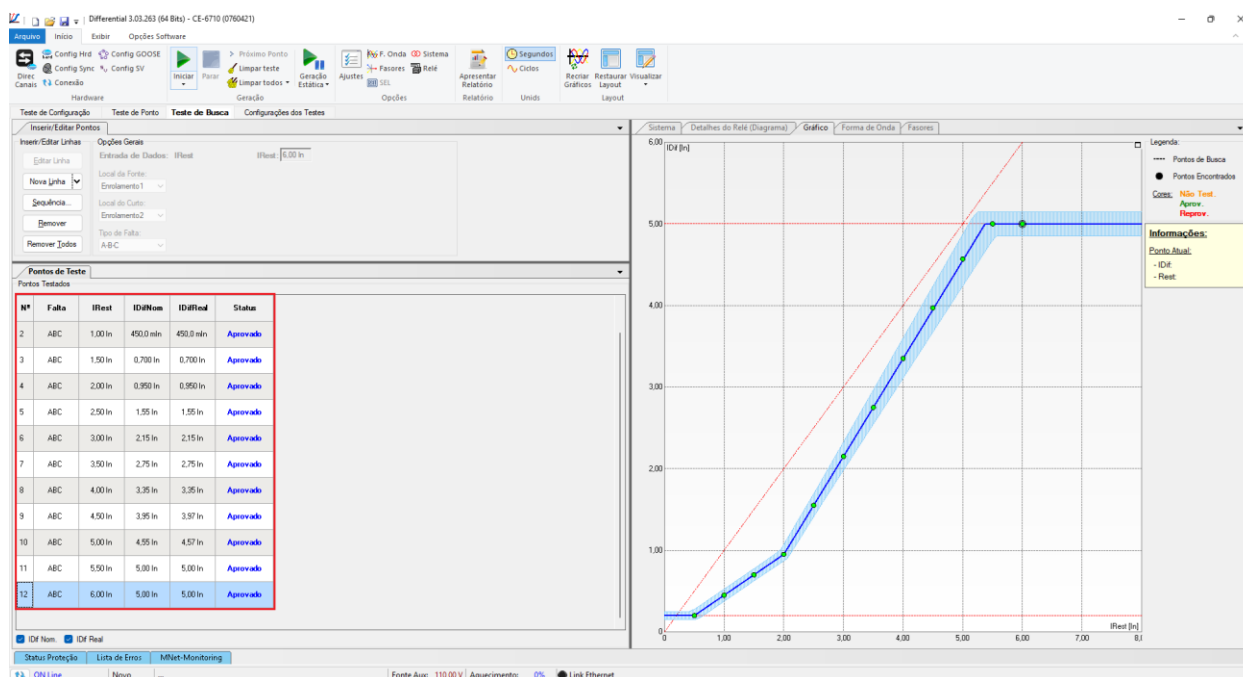 Differential 3.03.263 (64 Bits) - CE-6710 (0760421)
Arquivo Início Exibir Opções Software
Direc Canais
Config Hrd Config GOOSE
Config Sync Config SV
Conexão
Hardware
Iniciar Parar
Próximo Ponto
Limpar teste
Limpar todos
Geração Estática
Geração
Ajustes
F. Onda Sistema
Fasores Relé
SEL
Opções
Apresentar Relatório
Relatório
Segundos
Ciclos
Unids
Recriar Gráficos Restaurar Layout Visualizar
Layout
Teste de Configuração Teste de Ponto Teste de Busca Configurações dos Testes
Inserir/Editar Pontos
Inserir/Editar Linhas
Editar Linha
Nova Linha
Sequência...
Remover
Remover Todos
Opções Gerais
Entrada de Dados: IRest IRest: 6,00 In
Local da Fonte:
Enrolamento1
Local do Curto:
Enrolamento2
Tipo de Falta:
A-B-C
Pontos de Teste
Pontos Testados
Nº Falta IRest IDifNom IDifReal Status
2 ABC 1,00 In 450,0 mIn 450,0 mIn Aprovado
3 ABC 1,50 In 0,700 In 0,700 In Aprovado
4 ABC 2,00 In 0,950 In 0,950 In Aprovado
5 ABC 2,50 In 1,55 In 1,55 In Aprovado
6 ABC 3,00 In 2,15 In 2,15 In Aprovado
7 ABC 3,50 In 2,75 In 2,75 In Aprovado
8 ABC 4,00 In 3,35 In 3,35 In Aprovado
9 ABC 4,50 In 3,95 In 3,97 In Aprovado
10 ABC 5,00 In 4,55 In 4,57 In Aprovado
11 ABC 5,50 In 5,00 In 5,00 In Aprovado
12 ABC 6,00 In 5,00 In 5,00 In Aprovado
IDif Nom. IDif Real
Sistema Detalhes do Relé (Diagrama) Gráfico Forma de Onda Fasores
IDif [In]
6,00
5,00
4,00
3,00
2,00
1,00
0
0 1,00 2,00 3,00 4,00 5,00 6,00 7,00 8,
IRest [In]
Legenda:
Pontos de Busca
Pontos Encontrados
Cores: Não Test.
Aprov.
Reprov.
Informações:
Ponto Atual:
- IDif:
- Rest:
Status Proteção Lista de Erros MNet-Monitoring
ON Line Novo ... Fonte Aux: 110,00 V Aquecimento: 0% Link Ethernet